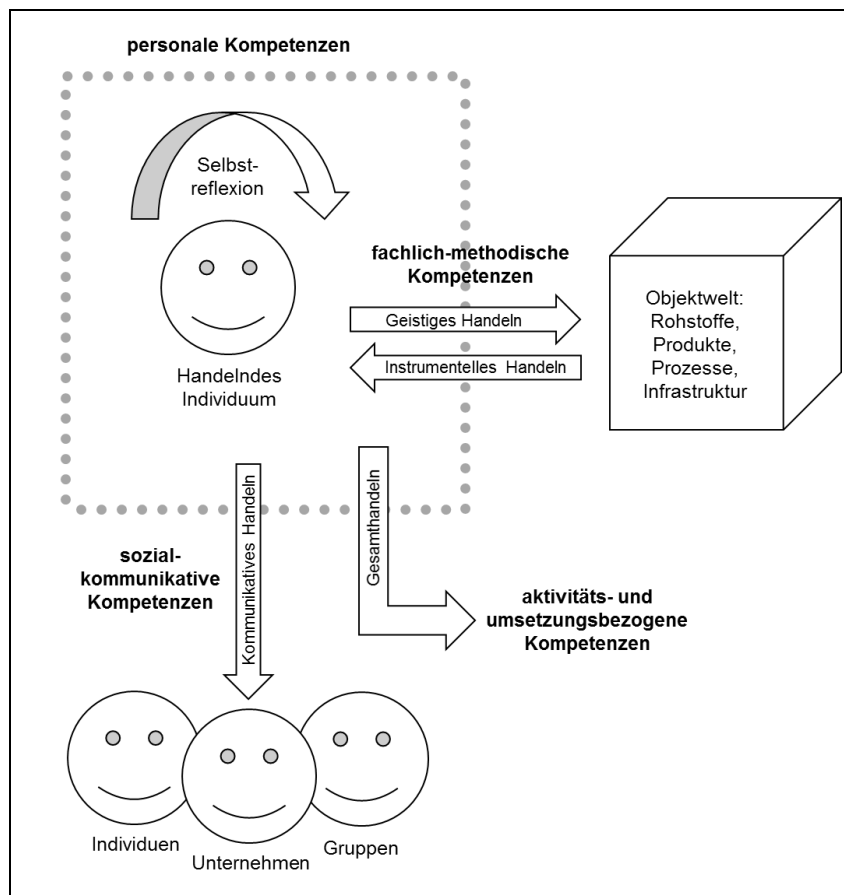 personale Kompetenzen
Selbst-
reflexion
Handelndes
Individuum
fachlich-methodische
Kompetenzen
Geistiges Handeln
Instrumentelles Handeln
Objektwelt:
Rohstoffe,
Produkte,
Prozesse,
Infrastruktur
sozial-
kommunikative
Kompetenzen
Kommunikatives Handeln
Gesamthandeln
aktivitäts- und
umsetzungsbezogene
Kompetenzen
Individuen
Unternehmen
Gruppen